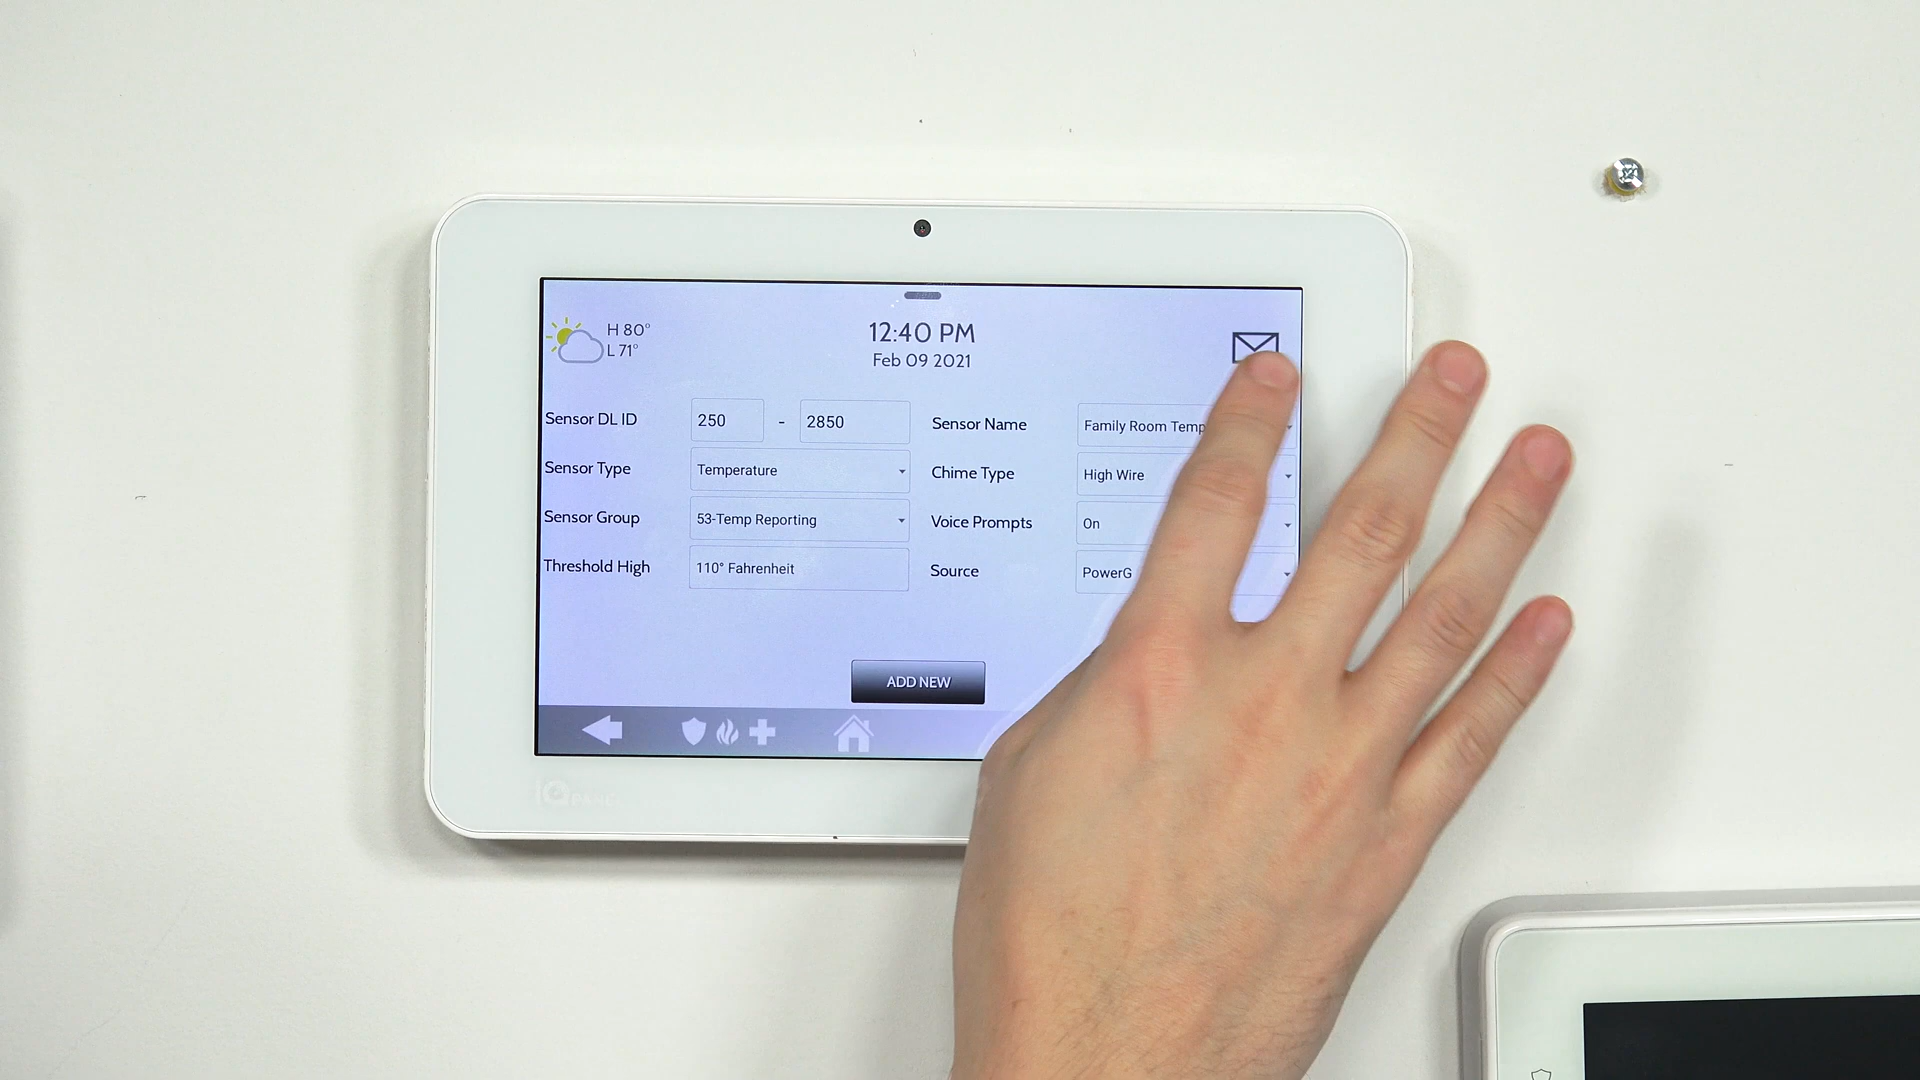 H 80°
L 71°
12:40 PM
Feb 09 2021
Sensor DL ID 250 - 2850
Sensor Type Temperature
Sensor Group 53-Temp Reporting
Threshold High 110° Fahrenheit
Sensor Name Family Room Temp
Chime Type High Wire
Voice Prompts On
Source PowerG
ADD NEW